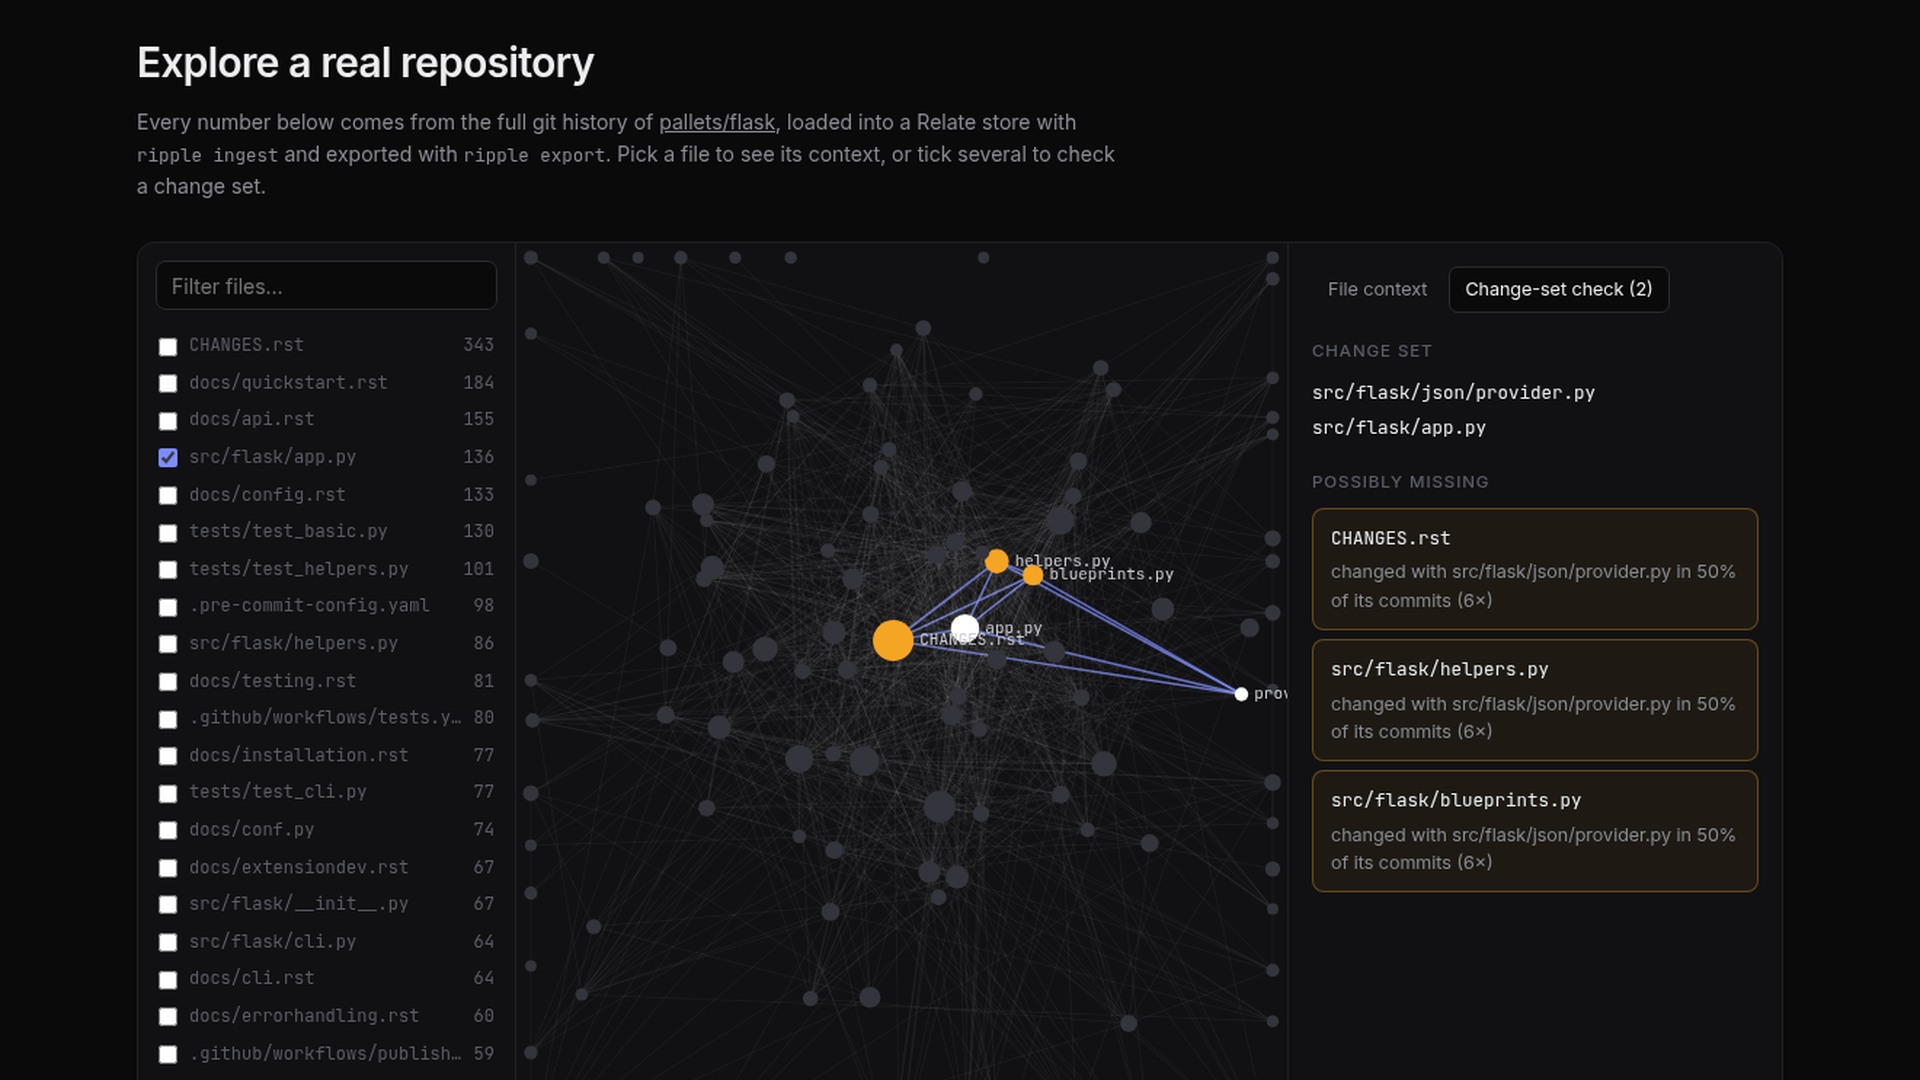 Explore a real repository
Every number below comes from the full git history of pallets/flask, loaded into a Relate store with
ripple ingest and exported with ripple export. Pick a file to see its context, or tick several to check
a change set.
Filter files...
CHANGES.rst 343
docs/quickstart.rst 184
docs/api.rst 155
src/flask/app.py 136
docs/config.rst 133
tests/test_basic.py 130
tests/test_helpers.py 101
.pre-commit-config.yaml 98
src/flask/helpers.py 86
docs/testing.rst 81
.github/workflows/tests.y… 80
docs/installation.rst 77
tests/test_cli.py 77
docs/conf.py 74
docs/extensiondev.rst 67
src/flask/__init__.py 67
src/flask/cli.py 64
docs/cli.rst 64
docs/errorhandling.rst 60
.github/workflows/publish… 59
helpers.py
blueprints.py
app.py
CHANGES.rst
prov
File context Change-set check (2)
CHANGE SET
src/flask/json/provider.py
src/flask/app.py
POSSIBLY MISSING
CHANGES.rst
changed with src/flask/json/provider.py in 50%
of its commits (6×)
src/flask/helpers.py
changed with src/flask/json/provider.py in 50%
of its commits (6×)
src/flask/blueprints.py
changed with src/flask/json/provider.py in 50%
of its commits (6×)